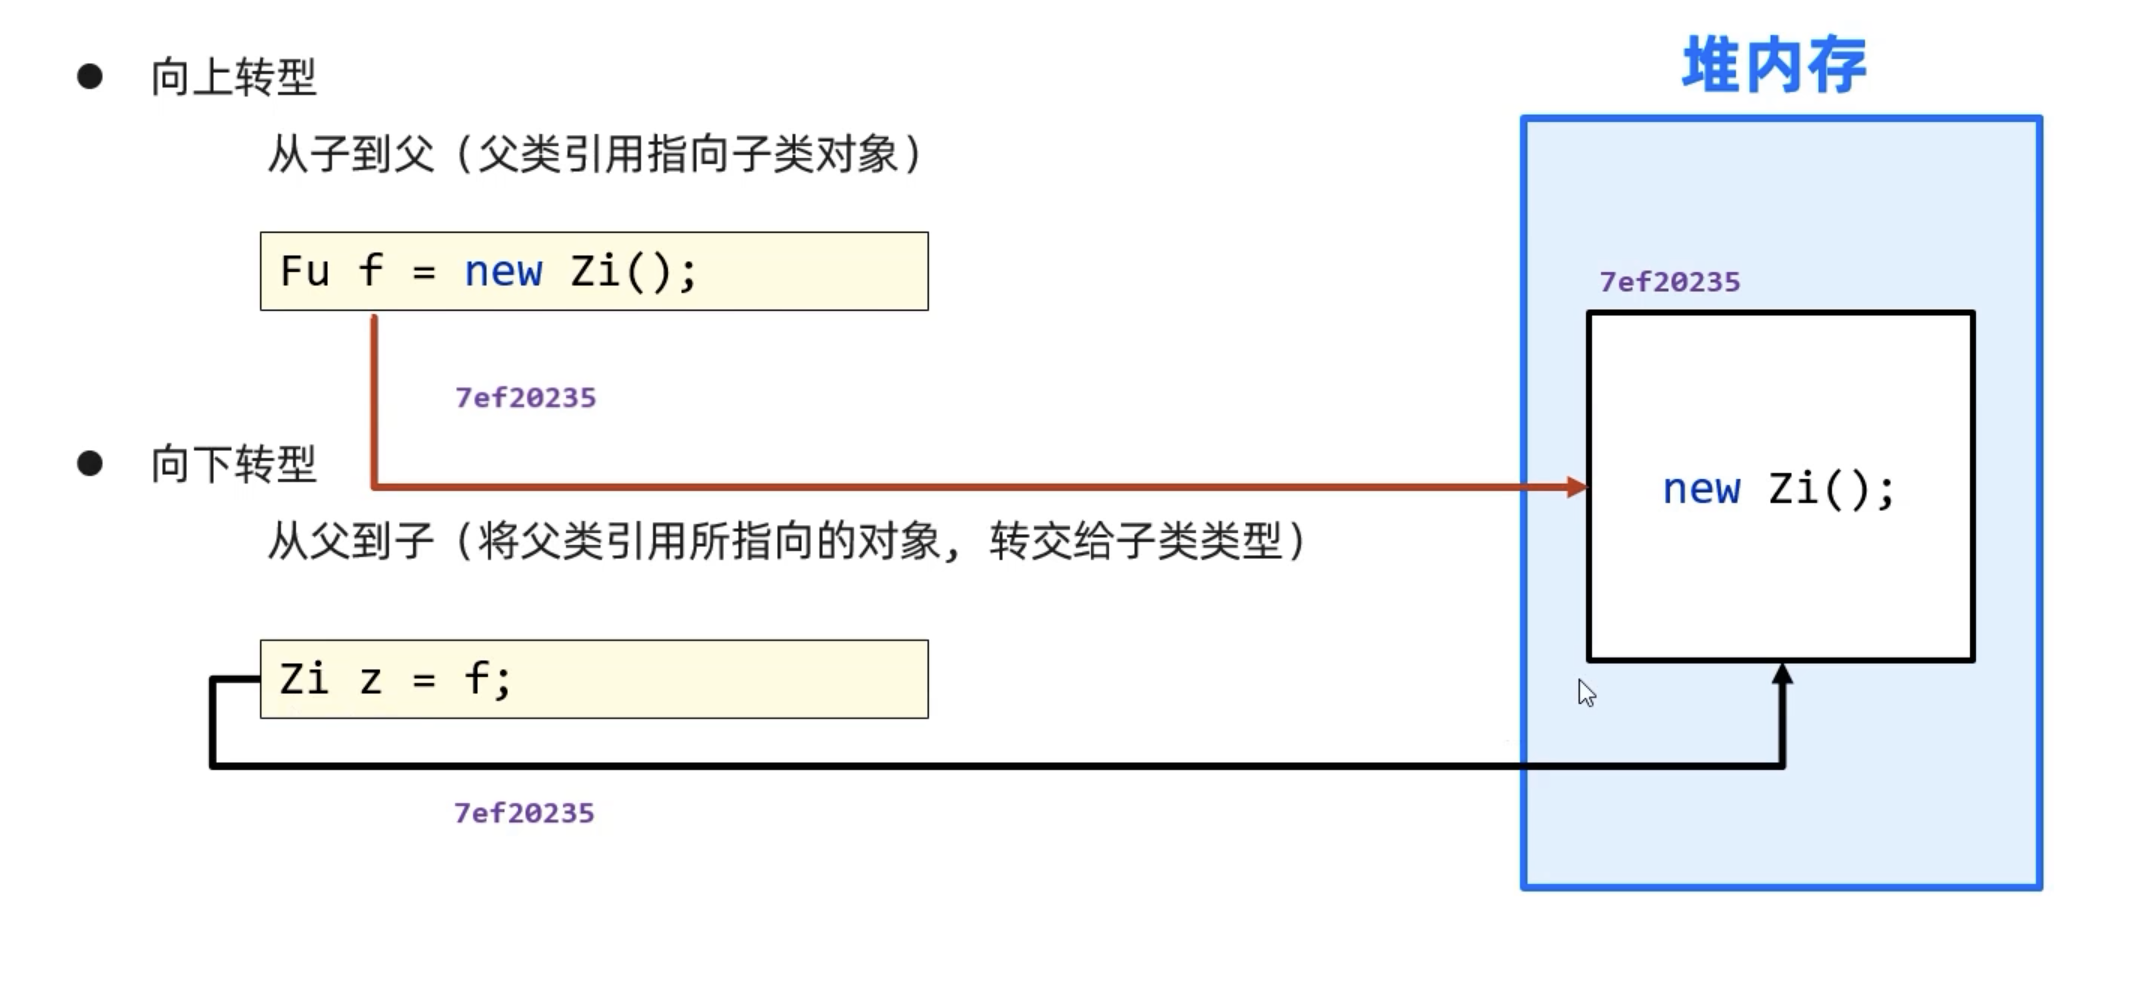 堆内存
向上转型
从子到父 (父类引用指向子类对象)
Fu f = new Zi();
7ef20235
7ef20235
向下转型
new Zi();
从父到子 (将父类引用所指向的对象, 转交给子类类型)
Zi z = f;
7ef20235